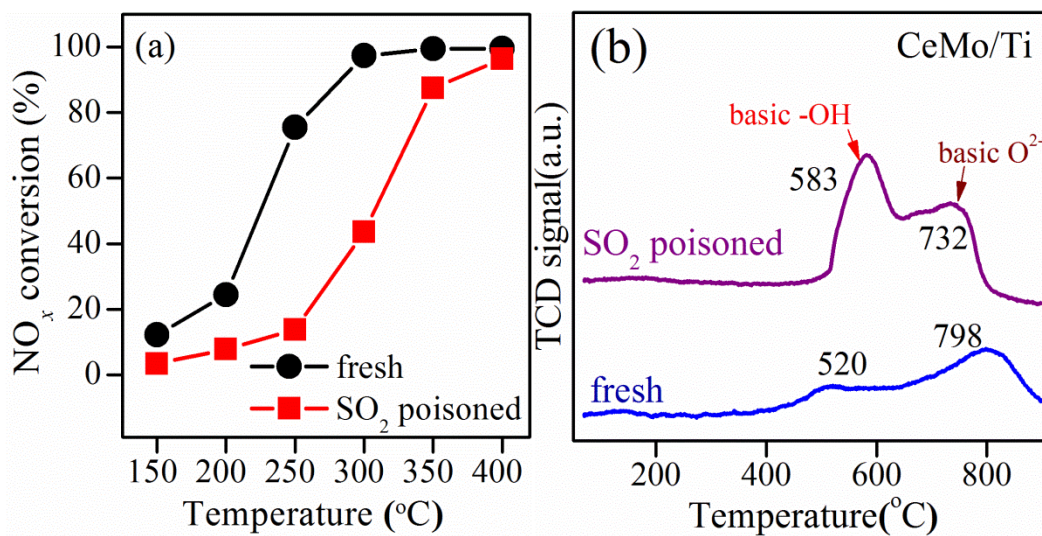 (a)
NOx conversion (%)
100
80
60
40
20
0
fresh
SO2 poisoned
150 200 250 300 350 400
Temperature (oC)
(b)
CeMo/Ti
TCD signal(a.u.)
basic -OH
basic O2-
583
732
SO2 poisoned
798
520
fresh
200 400 600 800
Temperature(oC)